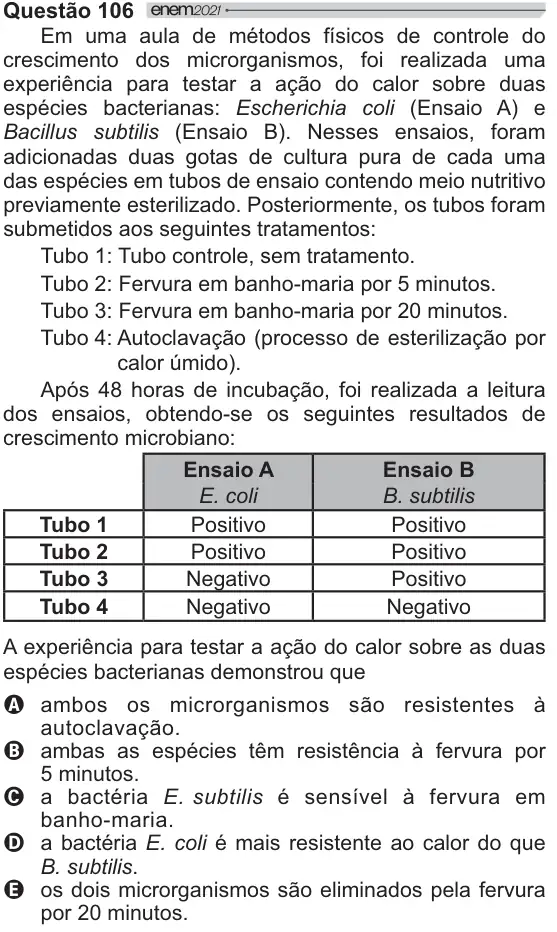 Questão 106 enem2021
Em uma aula de métodos físicos de controle do
crescimento dos microrganismos, foi realizada uma
experiência para testar a ação do calor sobre duas
espécies bacterianas: Escherichia coli (Ensaio A) e
Bacillus subtilis (Ensaio B). Nesses ensaios, foram
adicionadas duas gotas de cultura pura de cada uma
das espécies em tubos de ensaio contendo meio nutritivo
previamente esterilizado. Posteriormente, os tubos foram
submetidos aos seguintes tratamentos:
Tubo 1: Tubo controle, sem tratamento.
Tubo 2: Fervura em banho-maria por 5 minutos.
Tubo 3: Fervura em banho-maria por 20 minutos.
Tubo 4: Autoclavação (processo de esterilização por
calor úmido).
Após 48 horas de incubação, foi realizada a leitura
dos ensaios, obtendo-se os seguintes resultados de
crescimento microbiano:
Ensaio A Ensaio B
E. coli B. subtilis
Tubo 1 Positivo Positivo
Tubo 2 Positivo Positivo
Tubo 3 Negativo Positivo
Tubo 4 Negativo Negativo
A experiência para testar a ação do calor sobre as duas
espécies bacterianas demonstrou que
A ambos os microrganismos são resistentes à
autoclavação.
B ambas as espécies têm resistência à fervura por
5 minutos.
C a bactéria E. subtilis é sensível à fervura em
banho-maria.
D a bactéria E. coli é mais resistente ao calor do que
B. subtilis.
E os dois microrganismos são eliminados pela fervura
por 20 minutos.